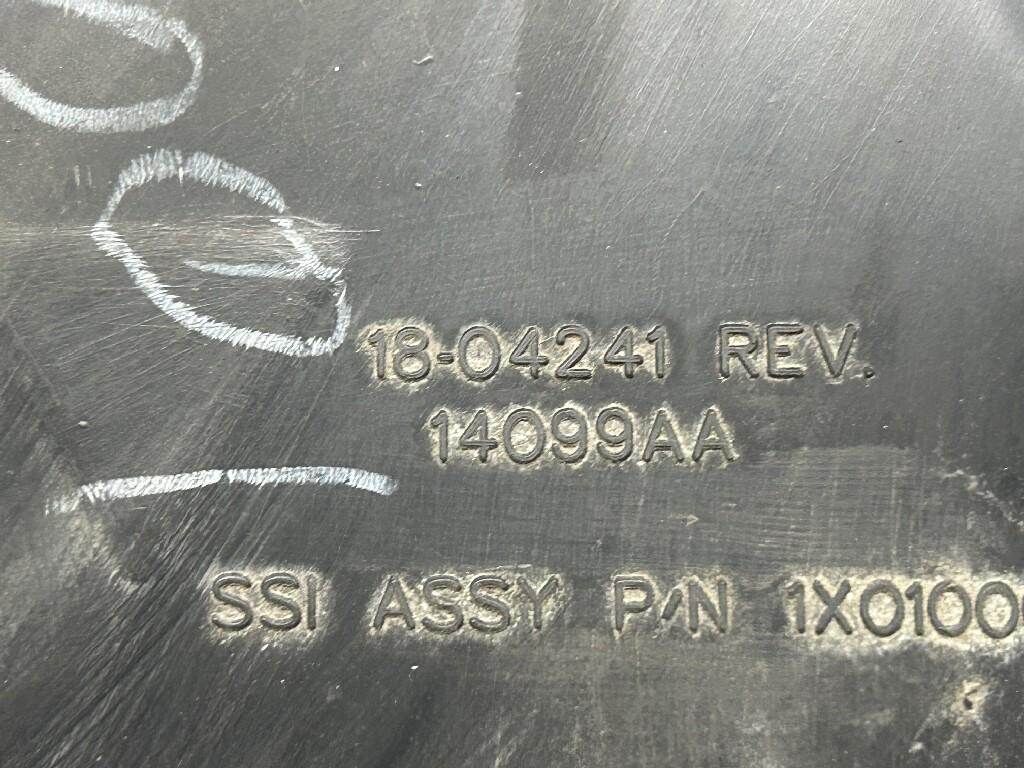 18-04241 REV.
14099AA
SSI ASSY P/N 1X0100